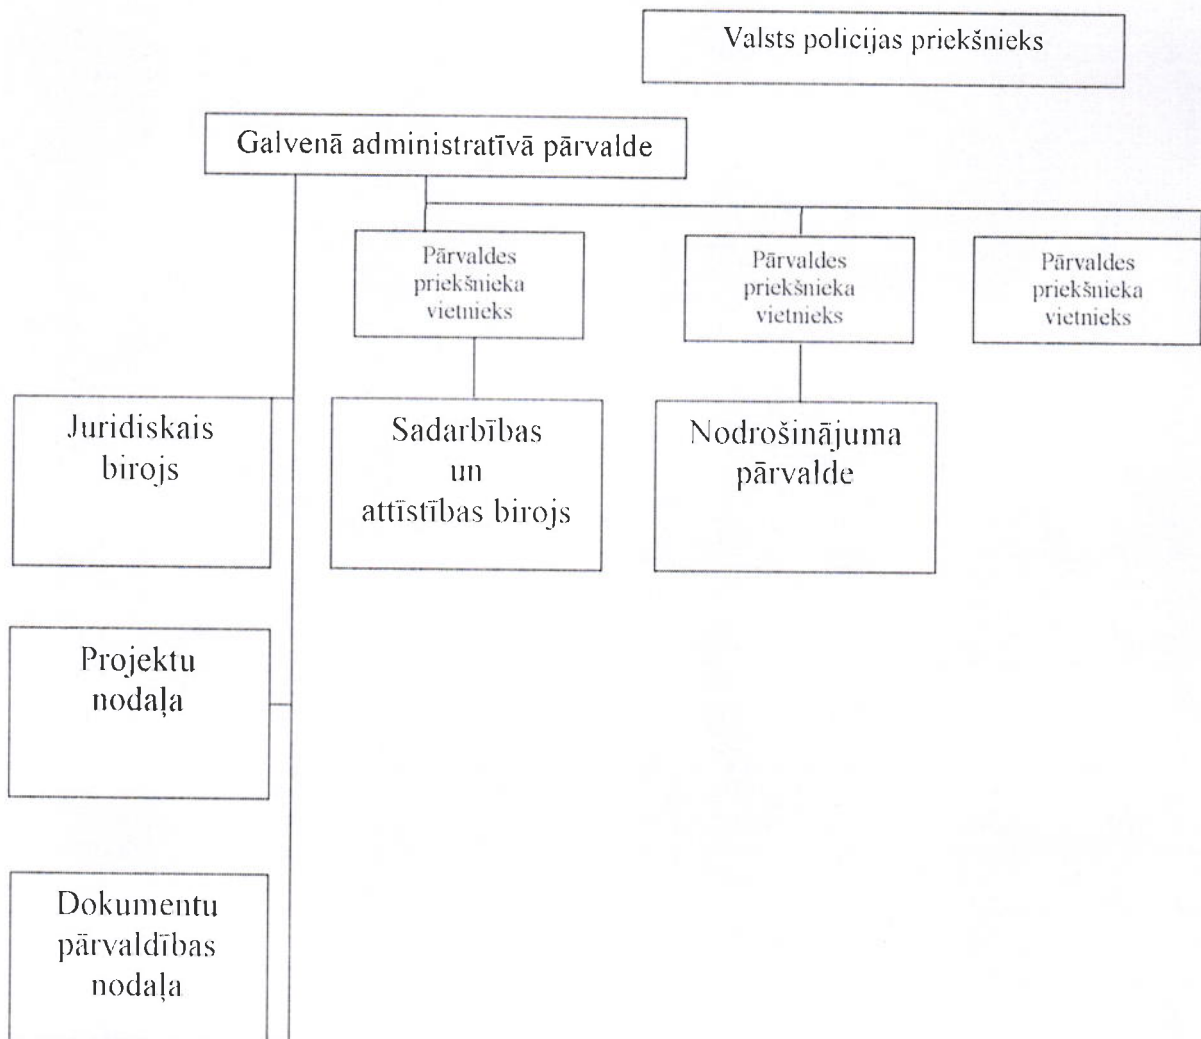 Valsts policijas priekšnieks
Galvenā administratīvā pārvalde
Pārvaldes
priekšnieka
vietnieks
Pārvaldes
priekšnieka
vietnieks
Pārvaldes
priekšnieka
vietnieks
Juridiskais
birojs
Sadarbības
un
attīstības birojs
Nodrošinājuma
pārvalde
Projektu
nodaļa
Dokumentu
pārvaldības
nodaļa